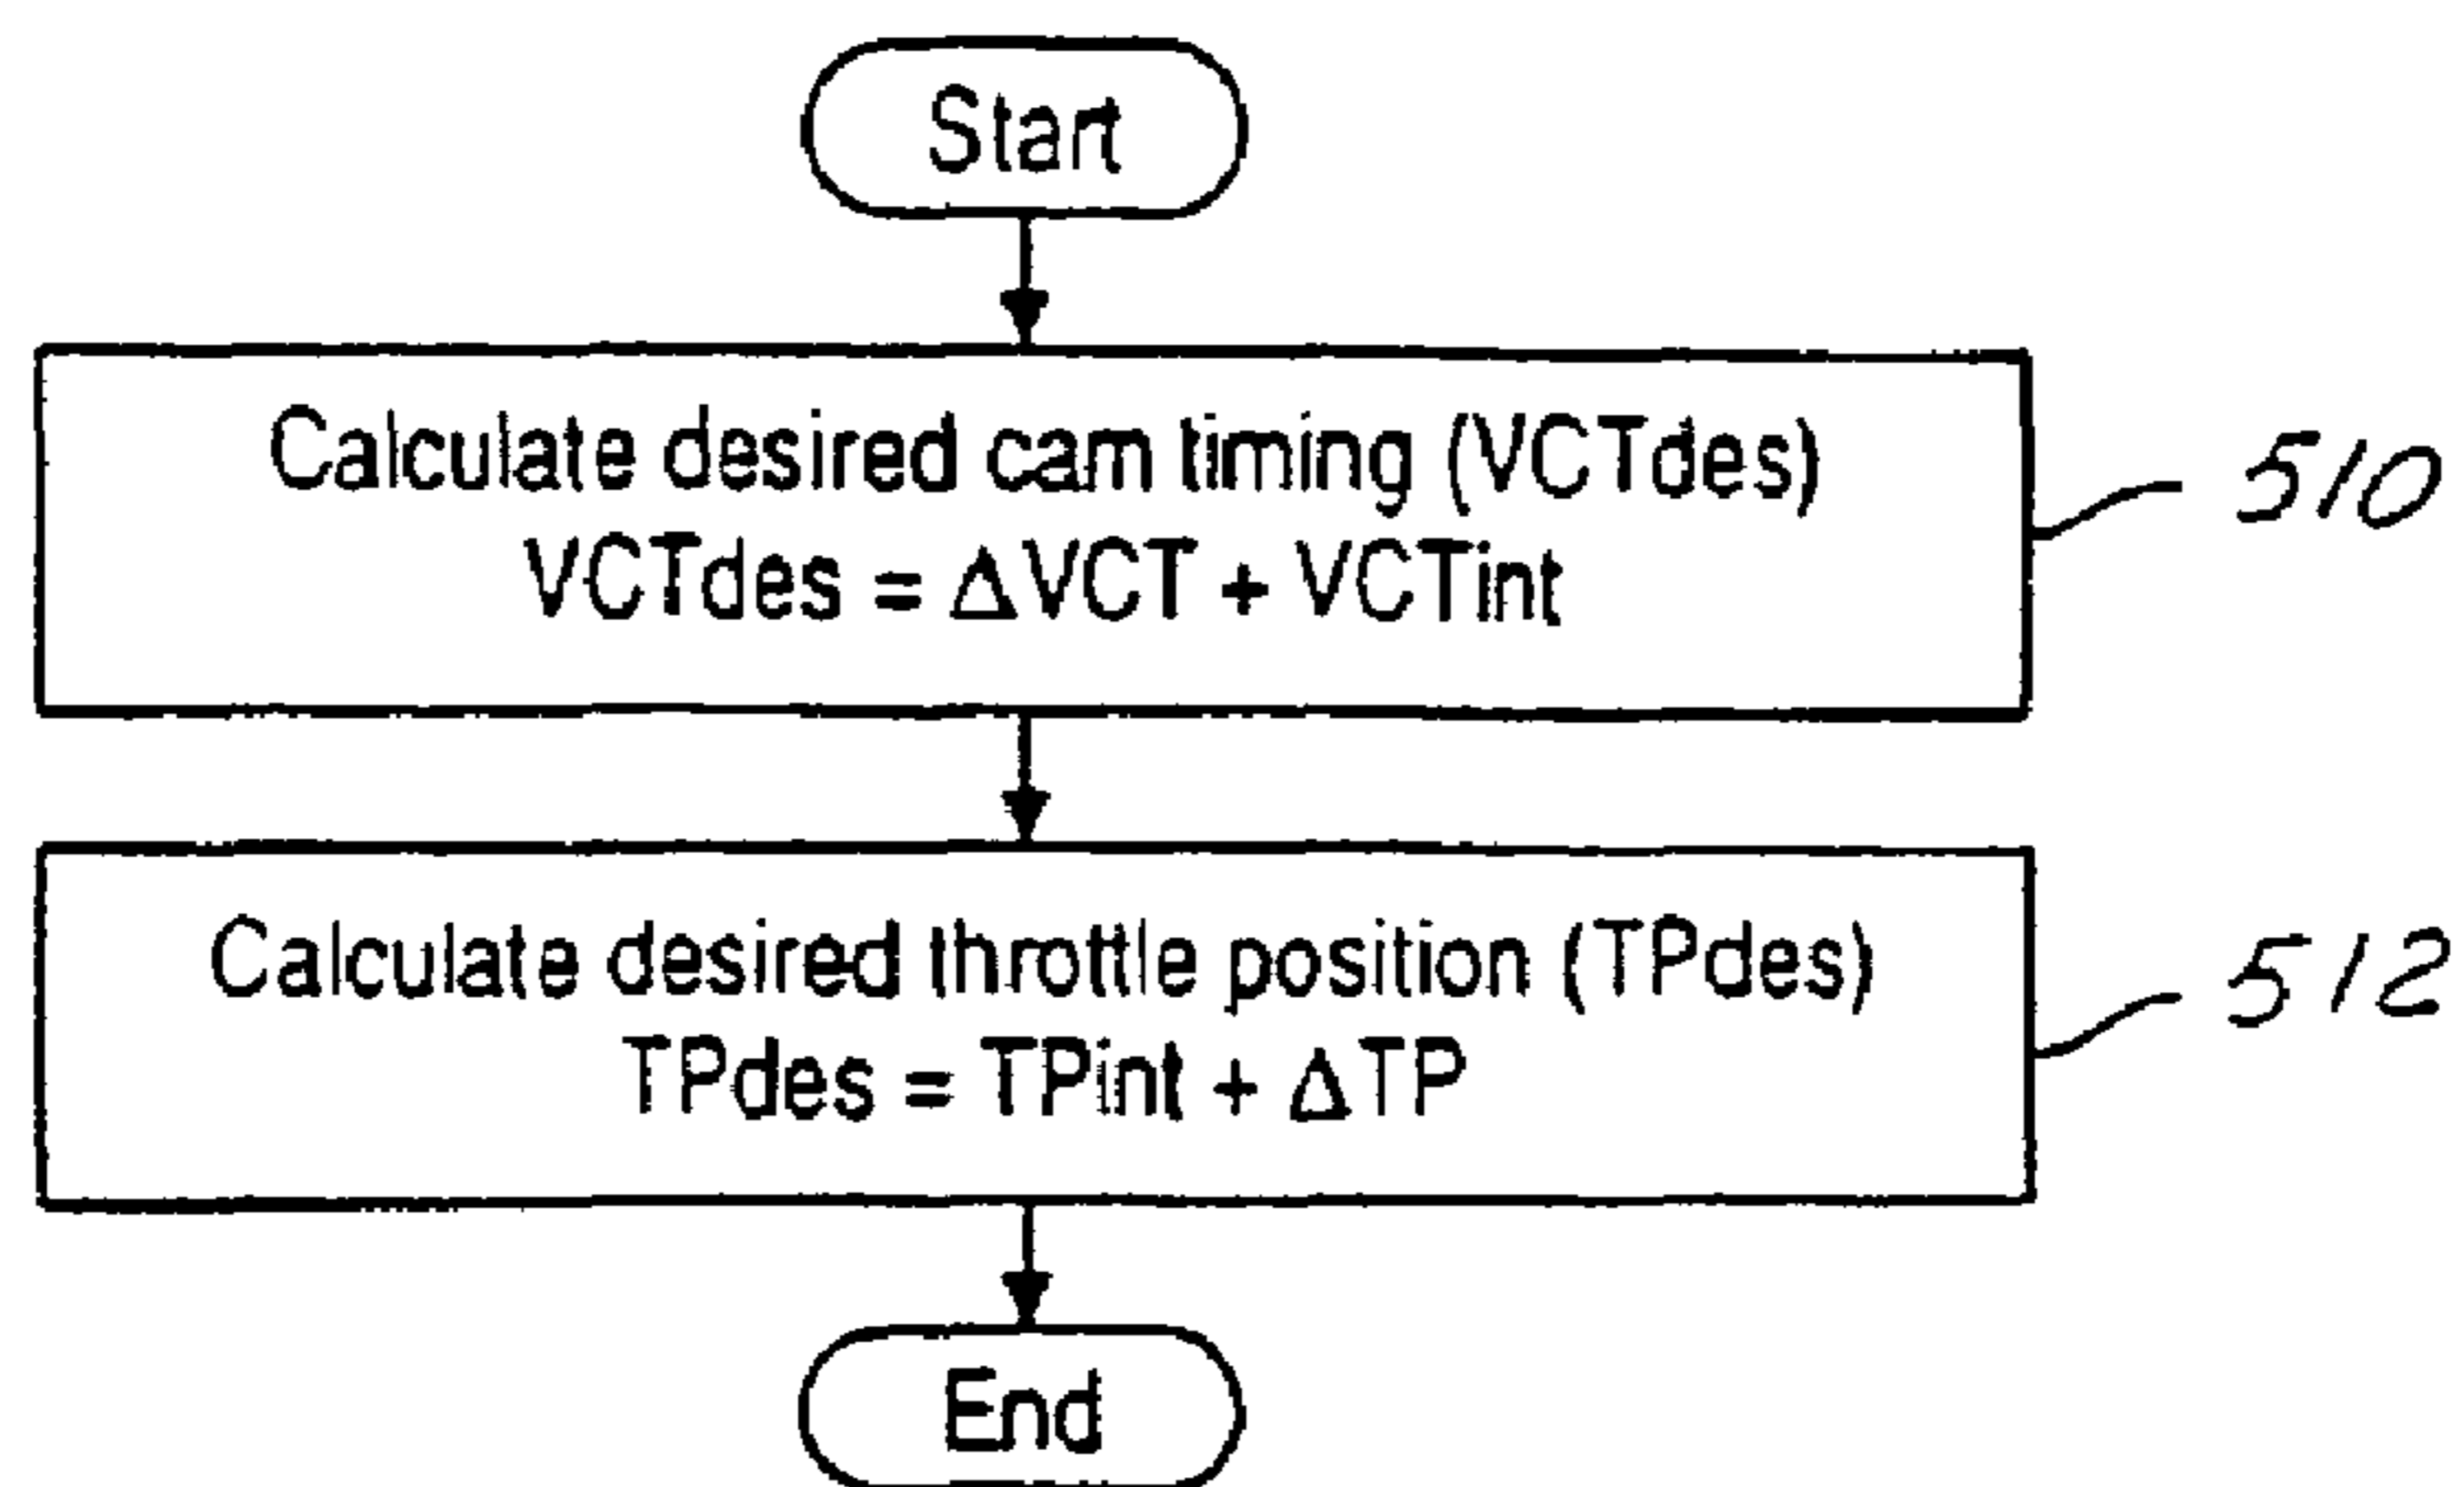 Start
Calculate desired cam timing (VCTdes)
VCTdes = ΔVCT + VCTint
510
Calculate desired throttle position (TPdes)
TPdes = TPint + ΔTP
512
End